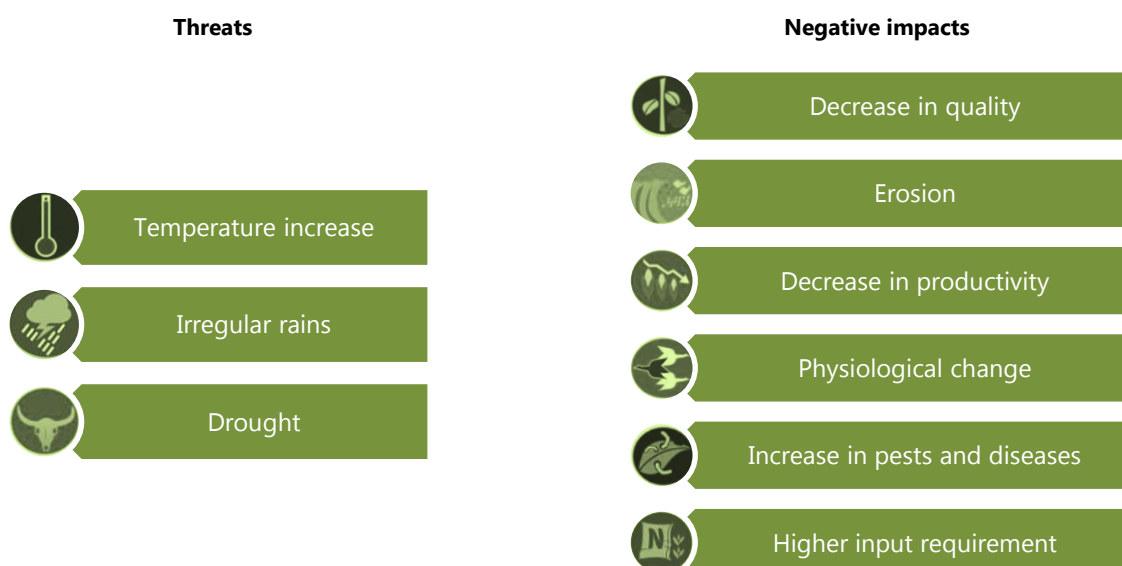 Threats
Negative impacts
Temperature increase
Irregular rains
Drought
Decrease in quality
Erosion
Decrease in productivity
Physiological change
Increase in pests and diseases
N
Higher input requirement